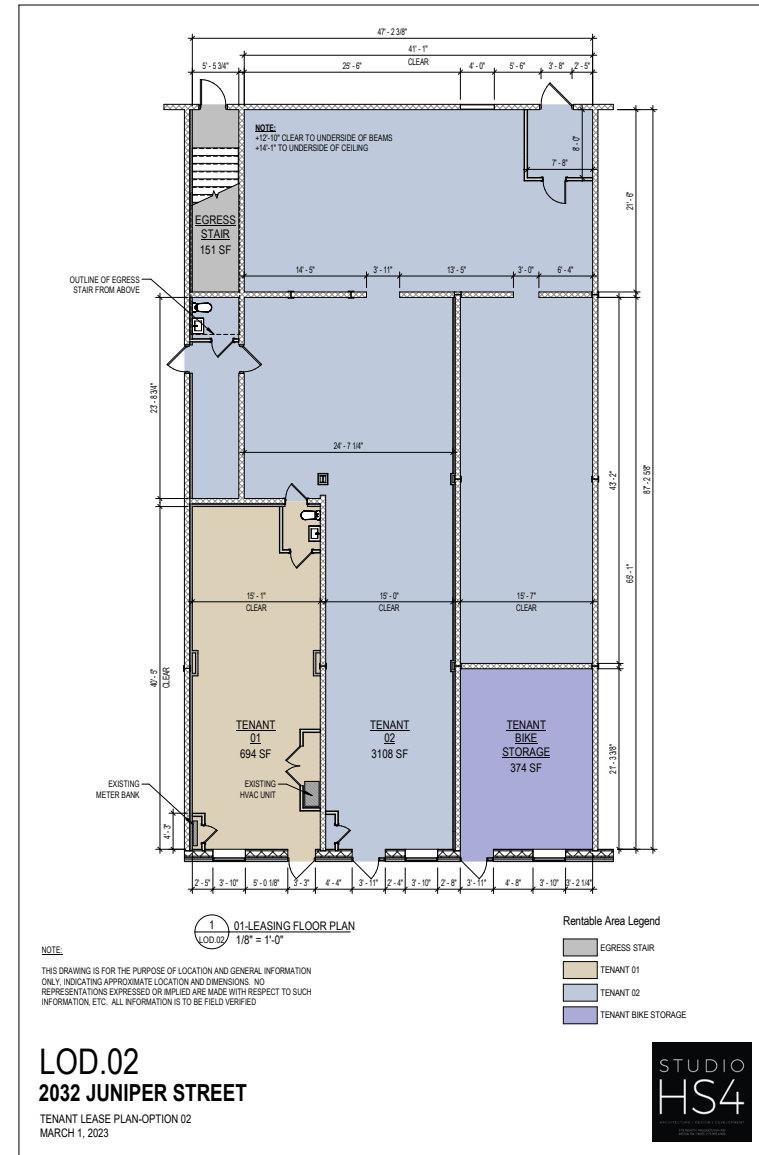 47' - 2 3/8"
41' - 1"
CLEAR
5' - 5 3/4"
25' - 6"
4' - 0"
5' - 6"
3' - 8"
2' - 5"
NOTE:
+12'-10" CLEAR TO UNDERSIDE OF BEAMS
+14'-1" TO UNDERSIDE OF CEILING
8 - 0"
7' - 8"
21' - 6"
EGRESS
STAIR
151 SF
OUTLINE OF EGRESS
STAIR FROM ABOVE
14' - 5"
3' - 11"
13' - 5"
3' - 0"
6' - 4"
23' - 8 3/4"
24' - 7 1/4"
43' - 2"
87' - 2 5/8"
65' - 1"
15' - 1"
CLEAR
15' - 0"
CLEAR
15' - 7"
CLEAR
40' - 5"
CLEAR
TENANT
01
694 SF
TENANT
02
3108 SF
TENANT
BIKE
STORAGE
374 SF
21' - 3 3/8"
EXISTING
METER BANK
EXISTING
HVAC UNIT
4' - 3"
2' - 5"
3' - 10"
5' - 0 1/8"
3' - 3"
4' - 4"
3' - 11"
2' - 4"
3' - 10"
2' - 8"
3' - 11"
4' - 8"
3' - 10"
3' - 2 1/4"
1
LOD.02
01-LEASING FLOOR PLAN
1/8" = 1'-0"
NOTE:
THIS DRAWING IS FOR THE PURPOSE OF LOCATION AND GENERAL INFORMATION
ONLY, INDICATING APPROXIMATE LOCATION AND DIMENSIONS. NO
REPRESENTATIONS EXPRESSED OR IMPLIED ARE MADE WITH RESPECT TO SUCH
INFORMATION, ETC. ALL INFORMATION IS TO BE FIELD VERIFIED
Rentable Area Legend
EGRESS STAIR
TENANT 01
TENANT 02
TENANT BIKE STORAGE
LOD.02
2032 JUNIPER STREET
TENANT LEASE PLAN-OPTION 02
MARCH 1, 2023
STUDIO
HS4
ARCHITECTURE | DESIGN | DEVELOPMENT